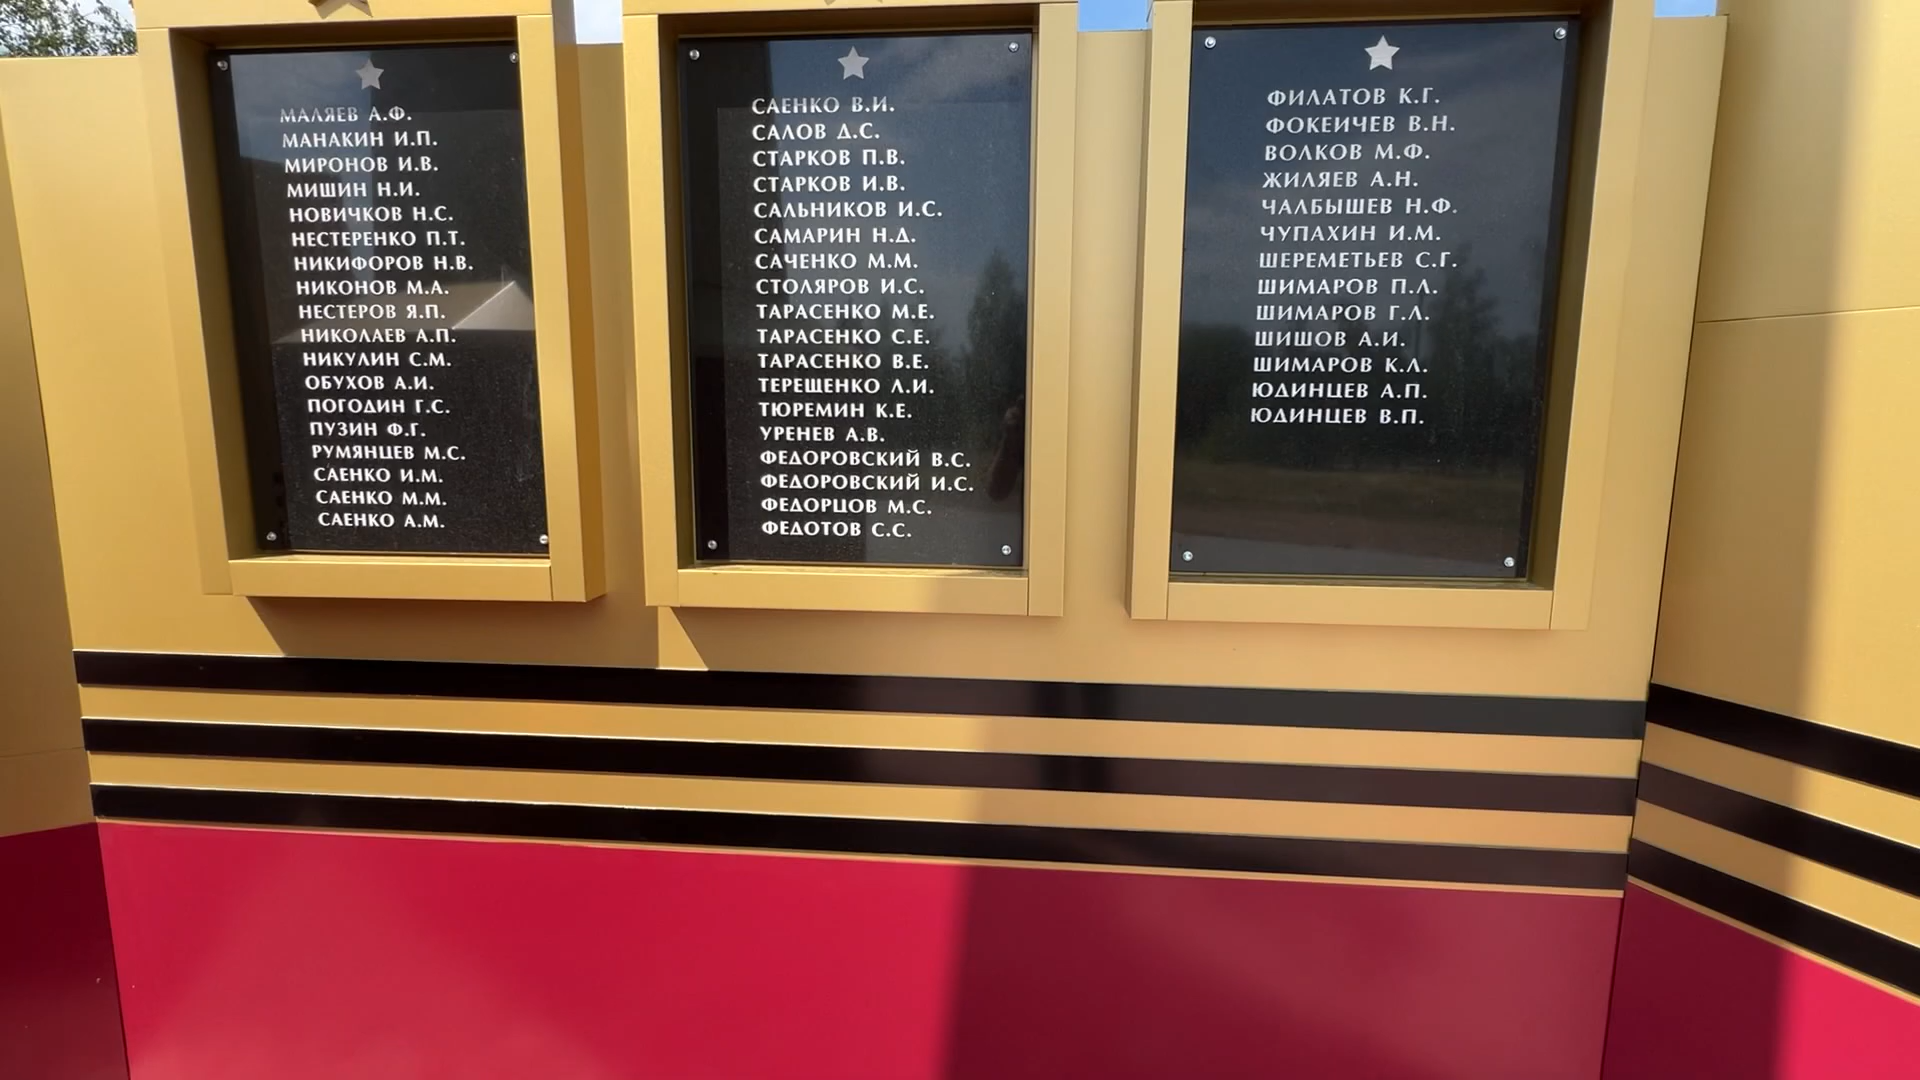 МАЛЯЕВ А.Ф.
МАНАКИН И.П.
МИРОНОВ И.В.
МИШИН Н.И.
НОВИЧКОВ Н.С.
НЕСТЕРЕНКО П.Т.
НИКИФОРОВ Н.В.
НИКОНОВ М.А.
НЕСТЕРОВ Я.П.
НИКОЛАЕВ А.П.
НИКУЛИН С.М.
ОБУХОВ А.И.
ПОГОДИН Г.С.
ПУЗИН Ф.Г.
РУМЯНЦЕВ М.С.
САЕНКО И.М.
САЕНКО М.М.
САЕНКО А.М.
САЕНКО В.И.
САЛОВ Д.С.
СТАРКОВ П.В.
СТАРКОВ И.В.
САЛЬНИКОВ И.С.
САМАРИН Н.Д.
САЧЕНКО М.М.
СТОЛЯРОВ И.С.
ТАРАСЕНКО М.Е.
ТАРАСЕНКО С.Е.
ТАРАСЕНКО В.Е.
ТЕРЕЩЕНКО Л.И.
ТЮРЕМИН К.Е.
УРЕНЕВ А.В.
ФЕДОРОВСКИЙ В.С.
ФЕДОРОВСКИЙ И.С.
ФЕДОРЦОВ М.С.
ФЕДОТОВ С.С.
ФИЛАТОВ К.Г.
ФОКЕИЧЕВ В.Н.
ВОЛКОВ М.Ф.
ЖИЛЯЕВ А.Н.
ЧАЛБЫШЕВ Н.Ф.
ЧУПАХИН И.М.
ШЕРЕМЕТЬЕВ С.Г.
ШИМАРОВ П.Л.
ШИМАРОВ Г.Л.
ШИШОВ А.И.
ШИМАРОВ К.Л.
ЮДИНЦЕВ А.П.
ЮДИНЦЕВ В.П.